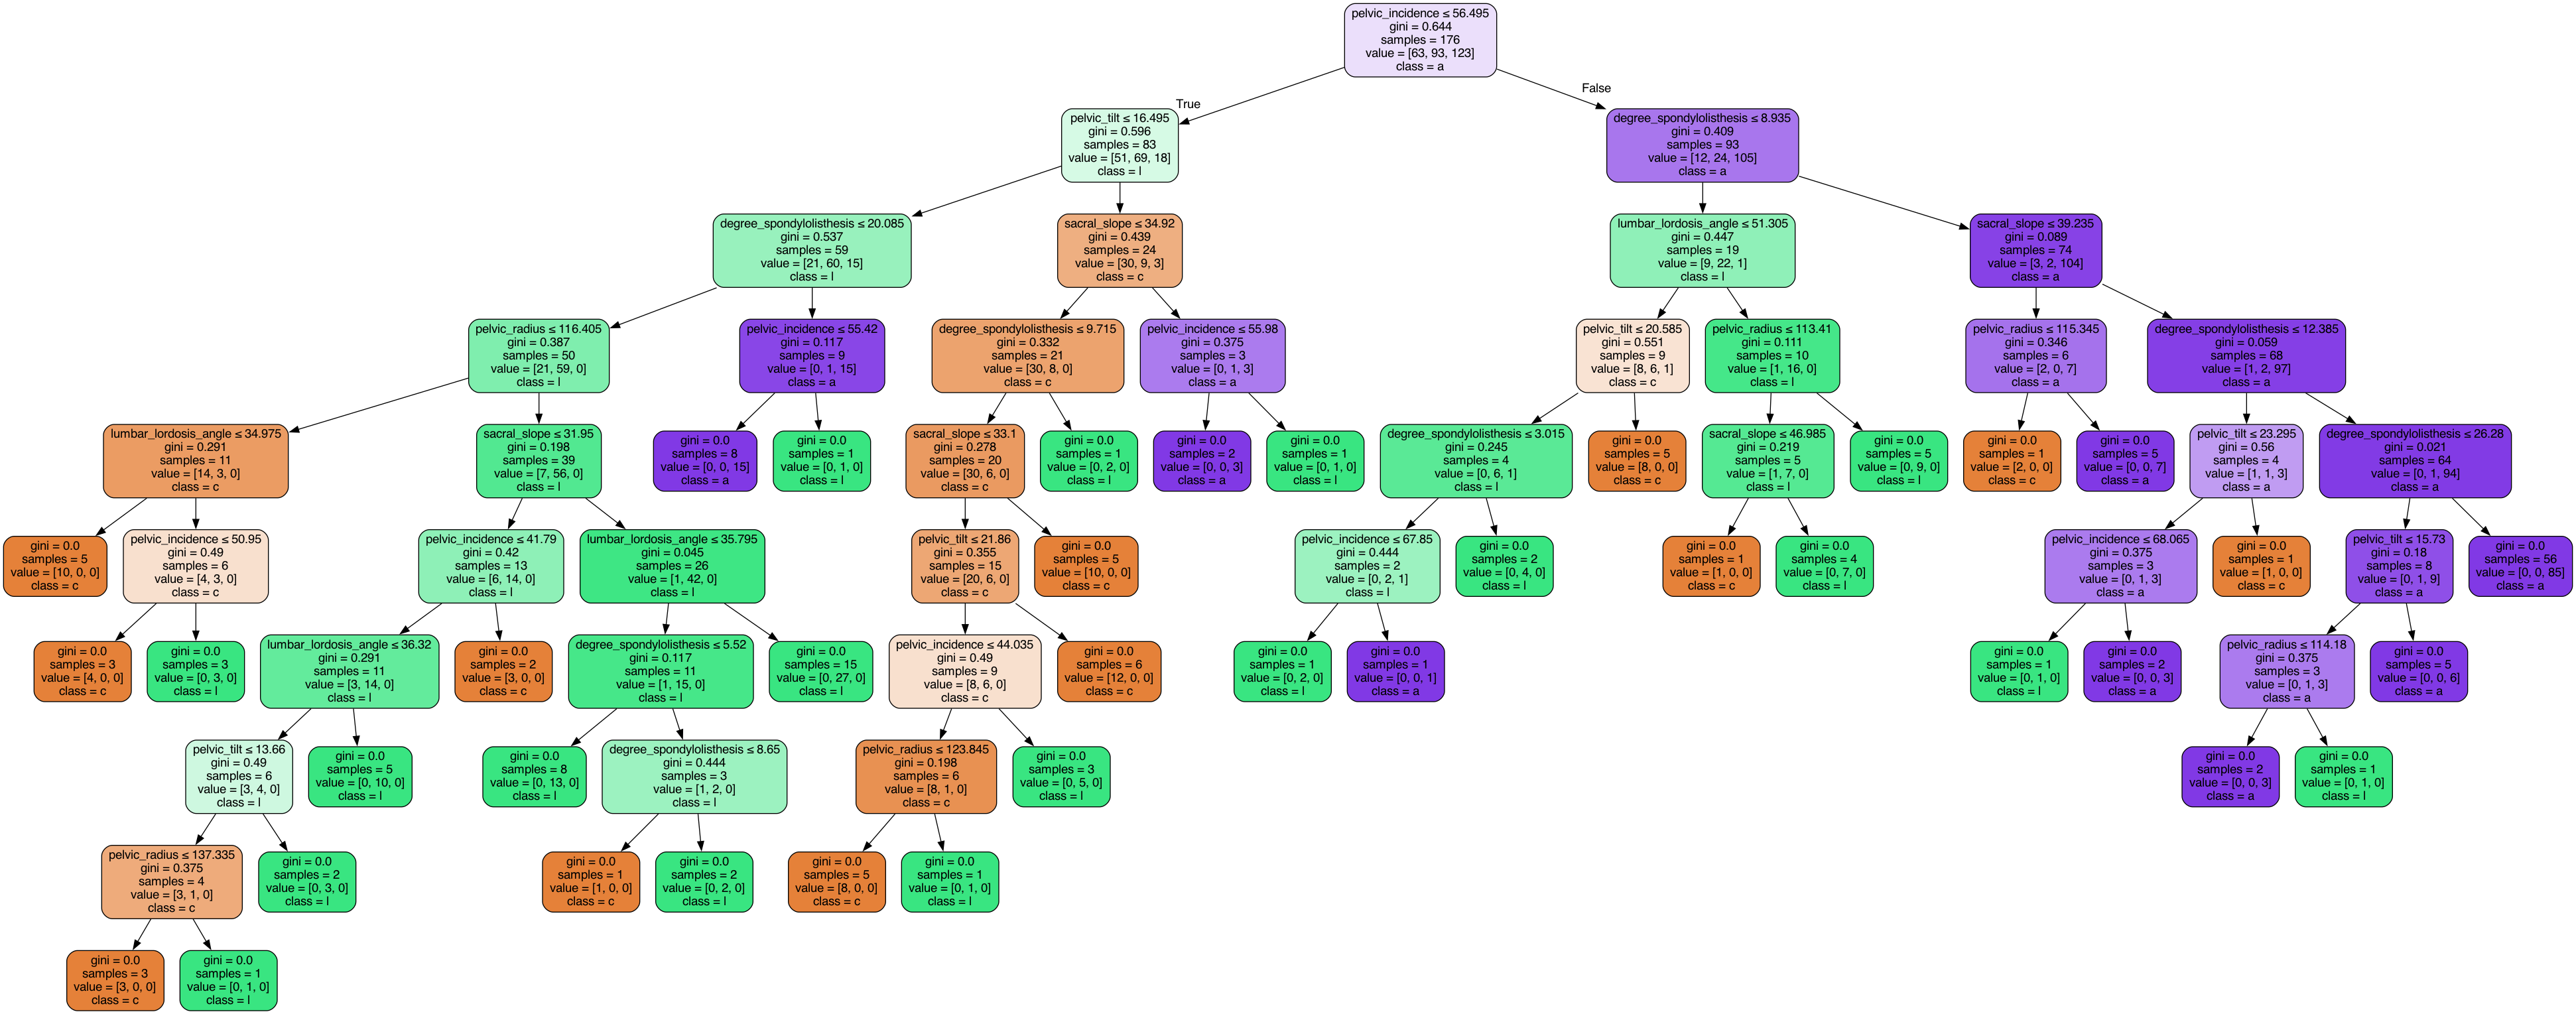 pelvic_incidence ≤ 56.495
gini = 0.644
samples = 176
value = [63, 93, 123]
class = a
True
False
pelvic_tilt ≤ 16.495
gini = 0.596
samples = 83
value = [51, 69, 18]
class = l
degree_spondylolisthesis ≤ 8.935
gini = 0.409
samples = 93
value = [12, 24, 105]
class = a
degree_spondylolisthesis ≤ 20.085
gini = 0.537
samples = 59
value = [21, 60, 15]
class = l
sacral_slope ≤ 34.92
gini = 0.439
samples = 24
value = [30, 9, 3]
class = c
lumbar_lordosis_angle ≤ 51.305
gini = 0.447
samples = 19
value = [9, 22, 1]
class = l
sacral_slope ≤ 39.235
gini = 0.089
samples = 74
value = [3, 2, 104]
class = a
pelvic_radius ≤ 116.405
gini = 0.387
samples = 50
value = [21, 59, 0]
class = l
pelvic_incidence ≤ 55.42
gini = 0.117
samples = 9
value = [0, 1, 15]
class = a
degree_spondylolisthesis ≤ 9.715
gini = 0.332
samples = 21
value = [30, 8, 0]
class = c
pelvic_incidence ≤ 55.98
gini = 0.375
samples = 3
value = [0, 1, 3]
class = a
pelvic_tilt ≤ 20.585
gini = 0.551
samples = 9
value = [8, 6, 1]
class = c
pelvic_radius ≤ 113.41
gini = 0.111
samples = 10
value = [1, 16, 0]
class = l
pelvic_radius ≤ 115.345
gini = 0.346
samples = 6
value = [2, 0, 7]
class = a
degree_spondylolisthesis ≤ 12.385
gini = 0.059
samples = 68
value = [1, 2, 97]
class = a
lumbar_lordosis_angle ≤ 34.975
gini = 0.291
samples = 11
value = [14, 3, 0]
class = c
sacral_slope ≤ 31.95
gini = 0.198
samples = 39
value = [7, 56, 0]
class = l
gini = 0.0
samples = 8
value = [0, 0, 15]
class = a
gini = 0.0
samples = 1
value = [0, 1, 0]
class = l
sacral_slope ≤ 33.1
gini = 0.278
samples = 20
value = [30, 6, 0]
class = c
gini = 0.0
samples = 1
value = [0, 2, 0]
class = l
gini = 0.0
samples = 2
value = [0, 0, 3]
class = a
gini = 0.0
samples = 1
value = [0, 1, 0]
class = l
degree_spondylolisthesis ≤ 3.015
gini = 0.245
samples = 4
value = [0, 6, 1]
class = l
gini = 0.0
samples = 5
value = [8, 0, 0]
class = c
sacral_slope ≤ 46.985
gini = 0.219
samples = 5
value = [1, 7, 0]
class = l
gini = 0.0
samples = 5
value = [0, 9, 0]
class = l
gini = 0.0
samples = 1
value = [2, 0, 0]
class = c
gini = 0.0
samples = 5
value = [0, 0, 7]
class = a
pelvic_tilt ≤ 23.295
gini = 0.56
samples = 4
value = [1, 1, 3]
class = a
degree_spondylolisthesis ≤ 26.28
gini = 0.021
samples = 64
value = [0, 1, 94]
class = a
gini = 0.0
samples = 5
value = [10, 0, 0]
class = c
pelvic_incidence ≤ 50.95
gini = 0.49
samples = 6
value = [4, 3, 0]
class = c
pelvic_incidence ≤ 41.79
gini = 0.42
samples = 13
value = [6, 14, 0]
class = l
lumbar_lordosis_angle ≤ 35.795
gini = 0.045
samples = 26
value = [1, 42, 0]
class = l
pelvic_tilt ≤ 21.86
gini = 0.355
samples = 15
value = [20, 6, 0]
class = c
gini = 0.0
samples = 5
value = [10, 0, 0]
class = c
pelvic_incidence ≤ 67.85
gini = 0.444
samples = 2
value = [0, 2, 1]
class = l
gini = 0.0
samples = 2
value = [0, 4, 0]
class = l
gini = 0.0
samples = 1
value = [1, 0, 0]
class = c
gini = 0.0
samples = 4
value = [0, 7, 0]
class = l
pelvic_incidence ≤ 68.065
gini = 0.375
samples = 3
value = [0, 1, 3]
class = a
gini = 0.0
samples = 1
value = [1, 0, 0]
class = c
pelvic_tilt ≤ 15.73
gini = 0.18
samples = 8
value = [0, 1, 9]
class = a
gini = 0.0
samples = 56
value = [0, 0, 85]
class = a
gini = 0.0
samples = 3
value = [4, 0, 0]
class = c
gini = 0.0
samples = 3
value = [0, 3, 0]
class = l
lumbar_lordosis_angle ≤ 36.32
gini = 0.291
samples = 11
value = [3, 14, 0]
class = l
gini = 0.0
samples = 2
value = [3, 0, 0]
class = c
degree_spondylolisthesis ≤ 5.52
gini = 0.117
samples = 11
value = [1, 15, 0]
class = l
gini = 0.0
samples = 15
value = [0, 27, 0]
class = l
pelvic_incidence ≤ 44.035
gini = 0.49
samples = 9
value = [8, 6, 0]
class = c
gini = 0.0
samples = 6
value = [12, 0, 0]
class = c
gini = 0.0
samples = 1
value = [0, 2, 0]
class = l
gini = 0.0
samples = 1
value = [0, 0, 1]
class = a
gini = 0.0
samples = 1
value = [0, 1, 0]
class = l
gini = 0.0
samples = 2
value = [0, 0, 3]
class = a
pelvic_radius ≤ 114.18
gini = 0.375
samples = 3
value = [0, 1, 3]
class = a
gini = 0.0
samples = 5
value = [0, 0, 6]
class = a
pelvic_tilt ≤ 13.66
gini = 0.49
samples = 6
value = [3, 4, 0]
class = l
gini = 0.0
samples = 5
value = [0, 10, 0]
class = l
gini = 0.0
samples = 8
value = [0, 13, 0]
class = l
degree_spondylolisthesis ≤ 8.65
gini = 0.444
samples = 3
value = [1, 2, 0]
class = l
pelvic_radius ≤ 123.845
gini = 0.198
samples = 6
value = [8, 1, 0]
class = c
gini = 0.0
samples = 3
value = [0, 5, 0]
class = l
gini = 0.0
samples = 2
value = [0, 0, 3]
class = a
gini = 0.0
samples = 1
value = [0, 1, 0]
class = l
pelvic_radius ≤ 137.335
gini = 0.375
samples = 4
value = [3, 1, 0]
class = c
gini = 0.0
samples = 2
value = [0, 3, 0]
class = l
gini = 0.0
samples = 1
value = [1, 0, 0]
class = c
gini = 0.0
samples = 2
value = [0, 2, 0]
class = l
gini = 0.0
samples = 5
value = [8, 0, 0]
class = c
gini = 0.0
samples = 1
value = [0, 1, 0]
class = l
gini = 0.0
samples = 3
value = [3, 0, 0]
class = c
gini = 0.0
samples = 1
value = [0, 1, 0]
class = l